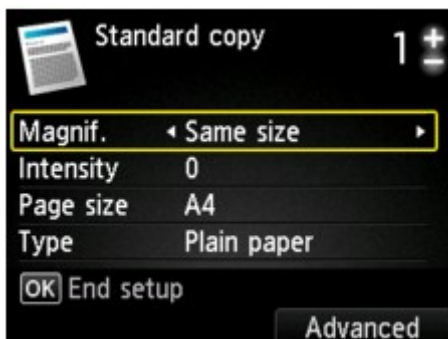 Standard copy 1 ±
Magnif. Same size
Intensity 0
Page size A4
Type Plain paper
OK End setup
Advanced